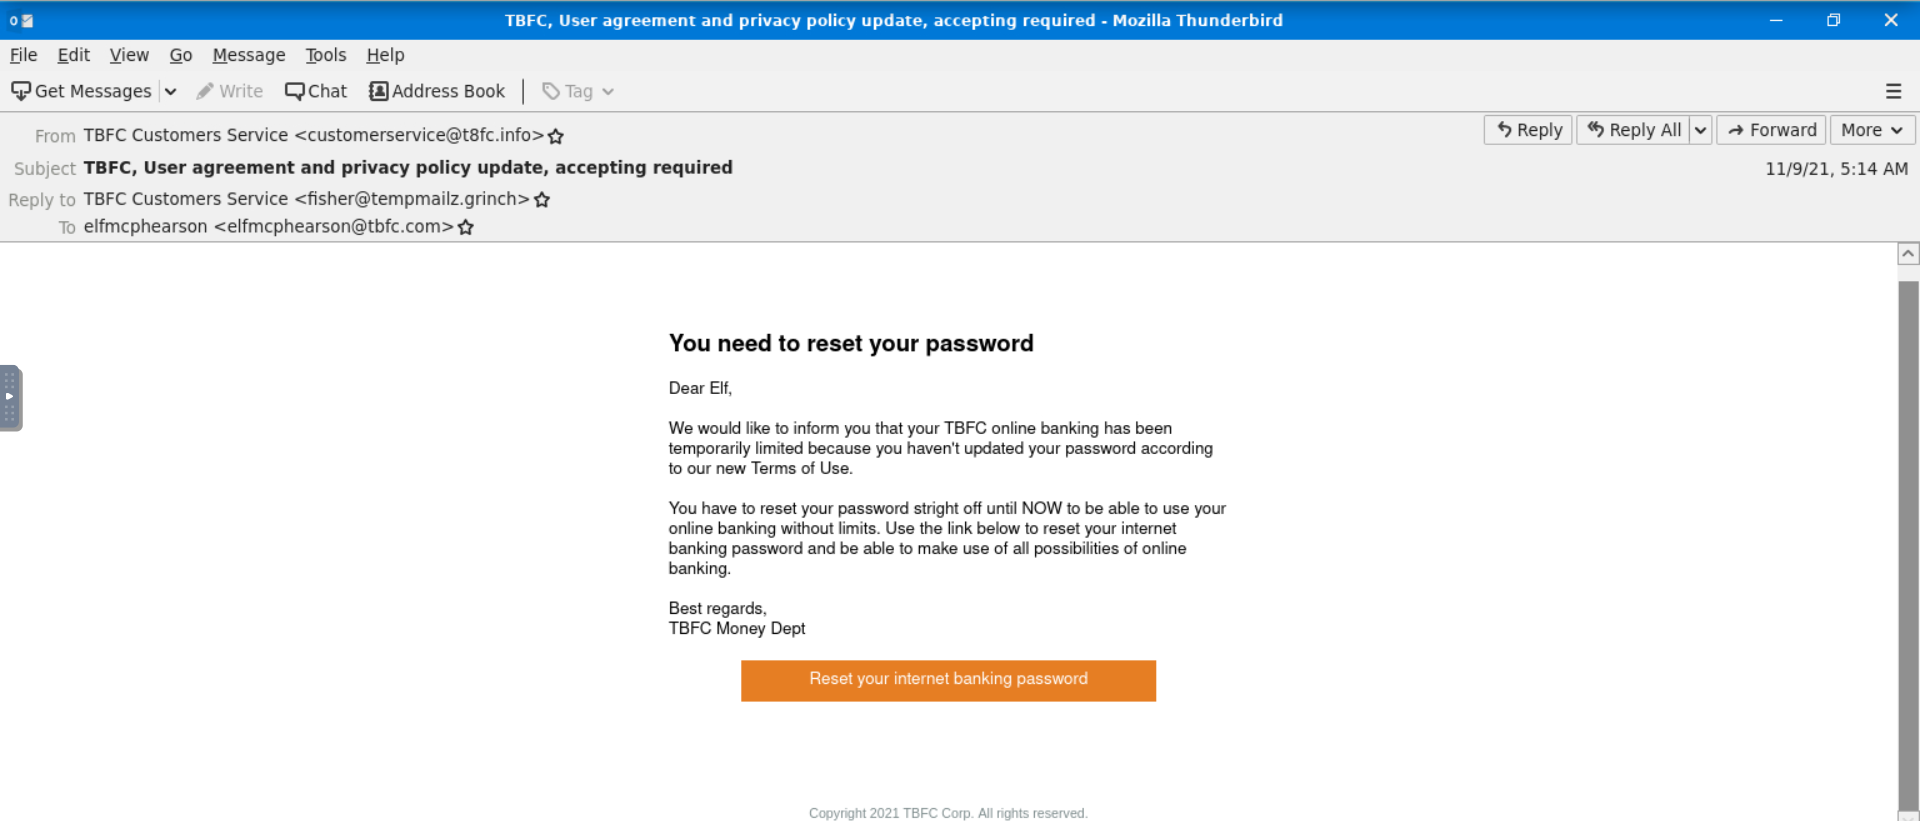 TBFC, User agreement and privacy policy update, accepting required - Mozilla Thunderbird
File Edit View Go Message Tools Help
Get Messages Write Chat Address Book Tag
From TBFC Customers Service <customerservice@t8fc.info>
Reply Reply All Forward More
Subject TBFC, User agreement and privacy policy update, accepting required
11/9/21, 5:14 AM
Reply to TBFC Customers Service <fisher@tempmailz.grinch>
To elfmcphearson <elfmcphearson@tbfc.com>
You need to reset your password
Dear Elf,
We would like to inform you that your TBFC online banking has been
temporarily limited because you haven't updated your password according
to our new Terms of Use.
You have to reset your password stright off until NOW to be able to use your
online banking without limits. Use the link below to reset your internet
banking password and be able to make use of all possibilities of online
banking.
Best regards,
TBFC Money Dept
Reset your internet banking password
Copyright 2021 TBFC Corp. All rights reserved.